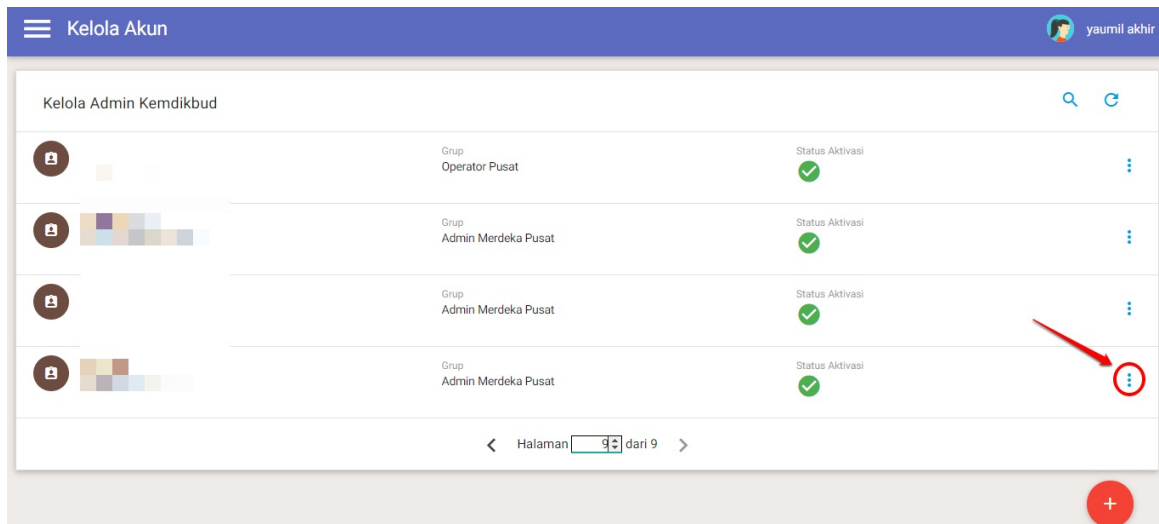 Kelola Akun
yaumil akhir
Kelola Admin Kemdikbud
Grup
Operator Pusat
Status Aktivasi
Grup
Admin Merdeka Pusat
Status Aktivasi
Grup
Admin Merdeka Pusat
Status Aktivasi
Grup
Admin Merdeka Pusat
Status Aktivasi
Halaman 9 dari 9